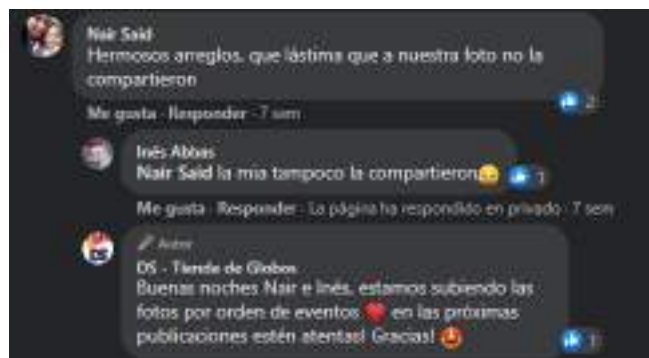 Nair Said
Hermosos arreglos, que lástima que a nuestra foto no la
compartieron
2
Me gusta · Responder · 7 sem
Inés Abbas
Nair Said la mia tampoco la compartieron😅
1
Me gusta · Responder · La página ha respondido en privado · 7 sem
Autor
DS - Tienda de Globos
Buenas noches Nair e Inés, estamos subiendo las
fotos por orden de eventos ❤️ en las próximas
publicaciones estén atentas! Gracias! 🤩
1